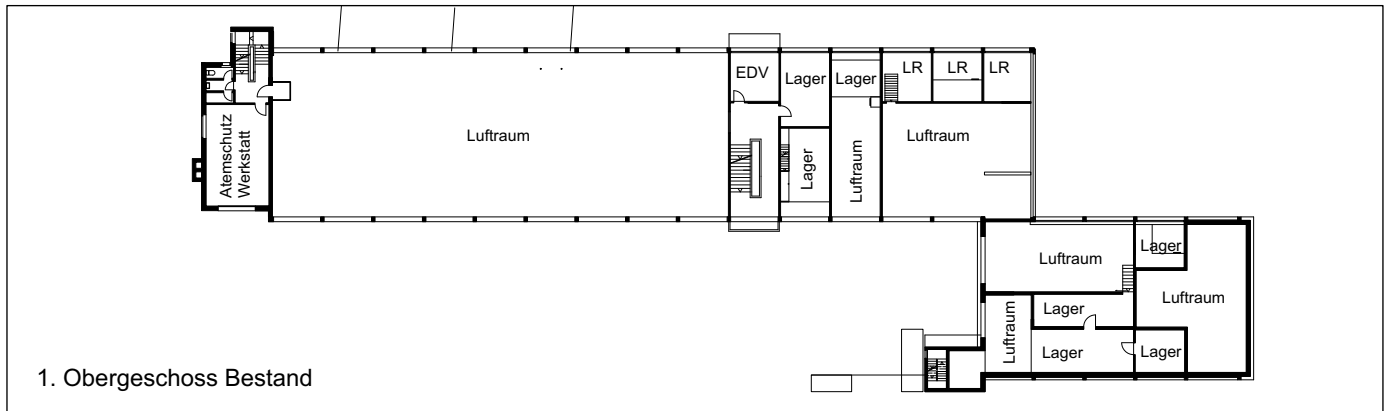 EDV
Lager
Lager
LR
LR
LR
Luftraum
Luftraum
Atemschutz
Werkstatt
Lager
Luftraum
Lager
Luftraum
Luftraum
Lager
Luftraum
Lager
Lager
1. Obergeschoss Bestand